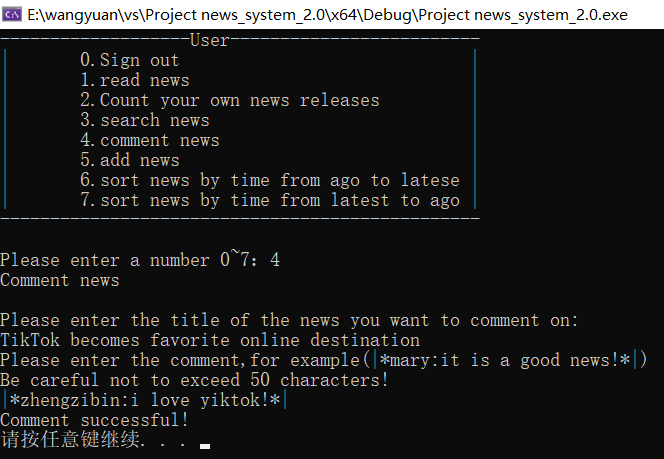 E:\wangyuan\vs\Project news_system_2.0\x64\Debug\Project news_system_2.0.exe
-------------------User-------------------------
|       0.Sign out                             |
|       1.read news                            |
|       2.Count your own news releases         |
|       3.search news                          |
|       4.comment news                         |
|       5.add news                             |
|       6.sort news by time from ago to latese |
|       7.sort news by time from latest to ago |
------------------------------------------------
Please enter a number 0~7: 4
Comment news
Please enter the title of the news you want to comment on:
TikTok becomes favorite online destination
Please enter the comment,for example(|*mary:it is a good news!*|)
Be careful not to exceed 50 characters!
|*zhengzibin:i love yiktok!*|
Comment successful!
请按任意键继续. . .